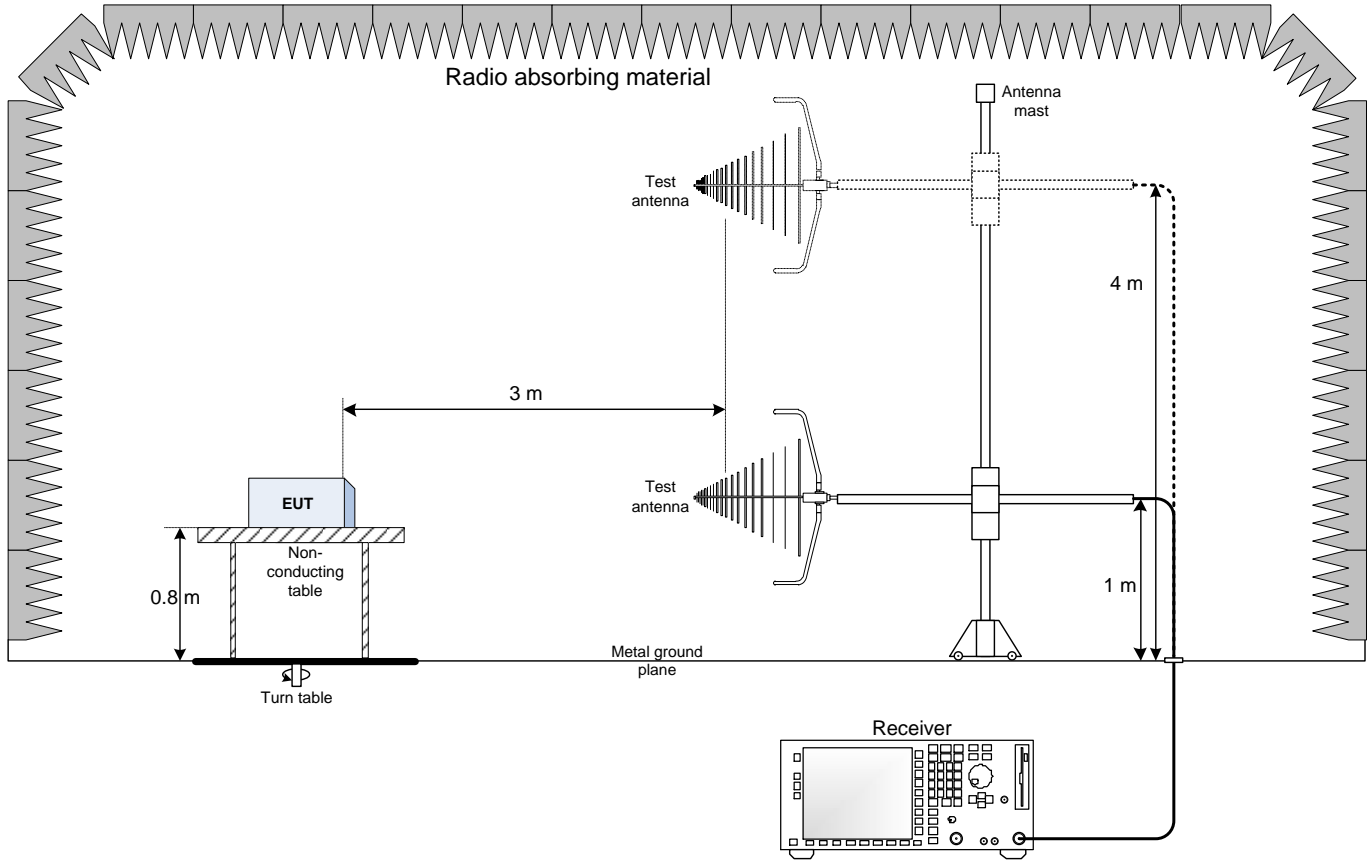 Radio absorbing material
Antenna
mast
Test
antenna
4 m
3 m
Test
antenna
EUT
Non-
conducting
table
0.8 m
1 m
Metal ground
plane
Turn table
Receiver